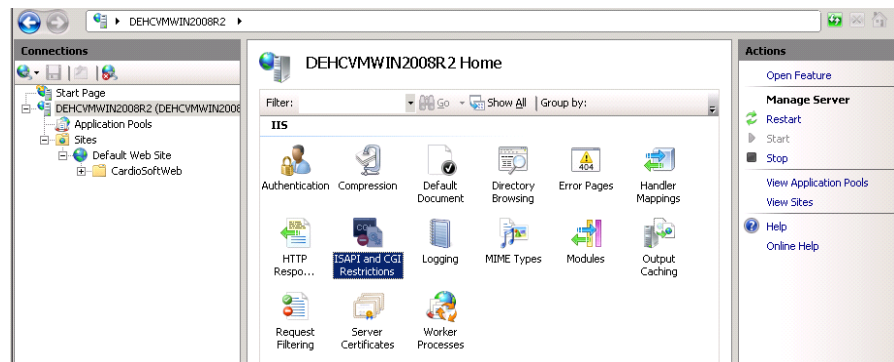 DEHCVMWIN2008R2
Connections
Start Page
DEHCVMWIN2008R2 (DEHCVMWIN2008
Application Pools
Sites
Default Web Site
CardioSoftWeb
DEHCVMWIN2008R2 Home
Filter: Go Show All Group by:
IIS
Authentication
Compression
Default
Document
Directory
Browsing
Error Pages
404
Handler
Mappings
HTTP
Respo...
ISAPI and CGI
Restrictions
Logging
MIME Types
Modules
Output
Caching
Request
Filtering
Server
Certificates
Worker
Processes
Actions
Open Feature
Manage Server
Restart
Start
Stop
View Application Pools
View Sites
Help
Online Help